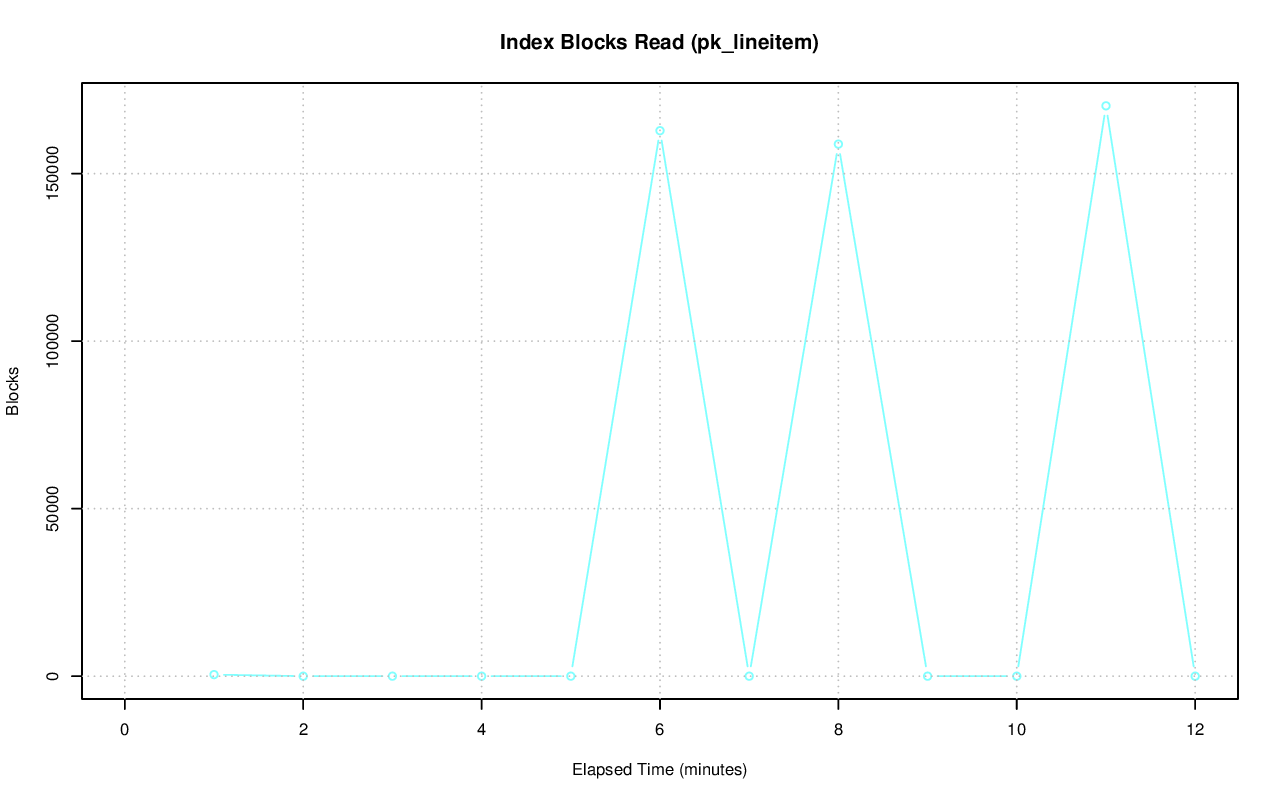 Index Blocks Read (pk_lineitem)
Blocks
150000
100000
50000
0
0 2 4 6 8 10 12
Elapsed Time (minutes)